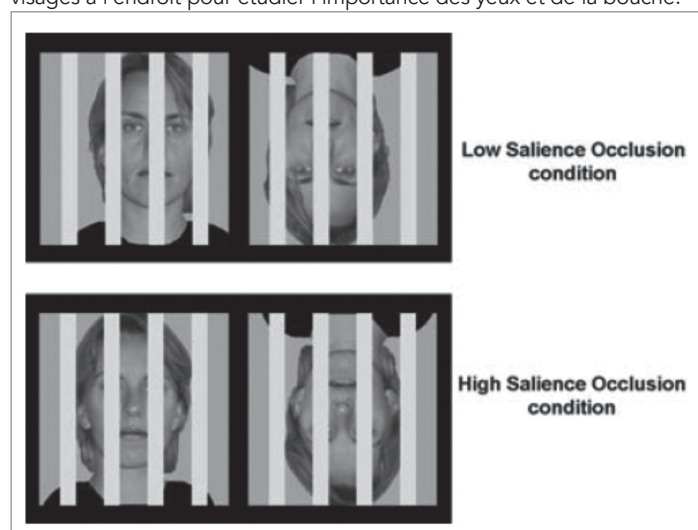 visages à l'endroit pour étudier l'importance des yeux et de la bouche.
Low Salience Occlusion
condition
High Salience Occlusion
condition